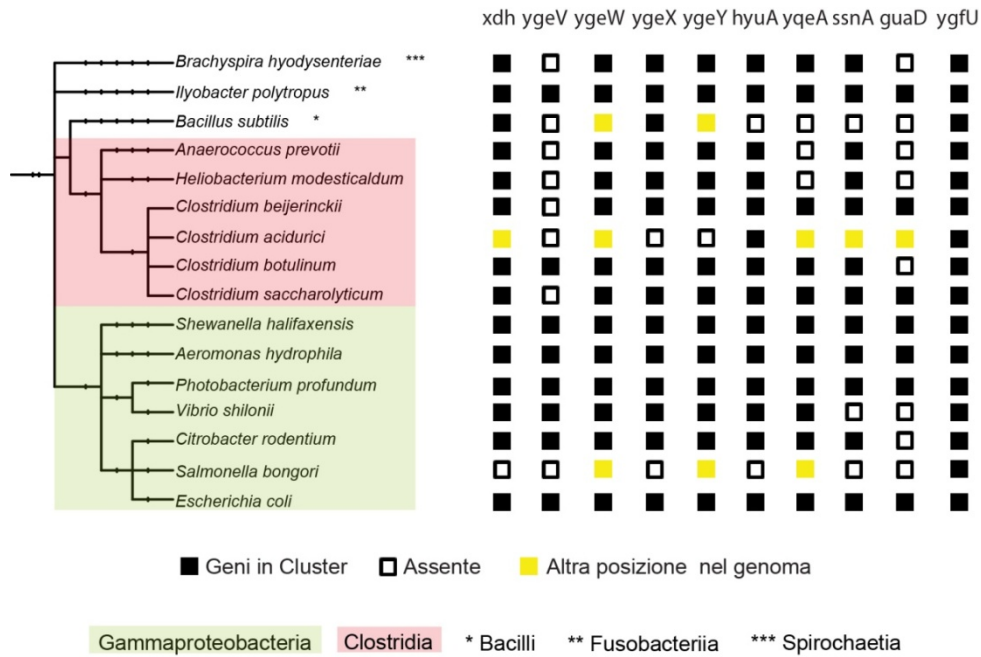 xdh ygeV ygeW ygeX ygeY hyuA yqeA ssnA guaD ygfU
Brachyspira hyodysenteriae ***
Ilyobacter polytropus **
Bacillus subtilis *
Anaerococcus prevotii
Heliobacterium modesticaldum
Clostridium beijerinckii
Clostridium acidurici
Clostridium botulinum
Clostridium saccharolyticum
Shewanella halifaxensis
Aeromonas hydrophila
Photobacterium profundum
Vibrio shilonii
Citrobacter rodentium
Salmonella bongori
Escherichia coli
Geni in Cluster Assente Altra posizione nel genoma
Gammaproteobacteria Clostridia * Bacilli ** Fusobacteriia *** Spirochaetia